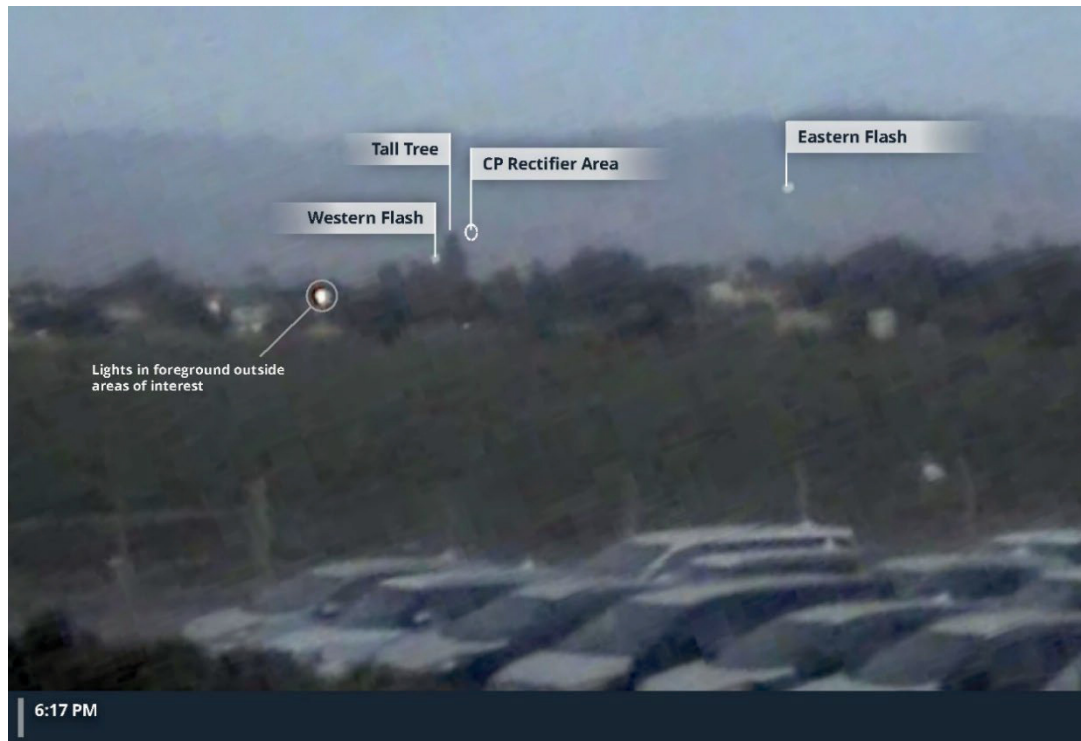 Tall Tree
CP Rectifier Area
Eastern Flash
Western Flash
Lights in foreground outside
areas of interest
6:17 PM